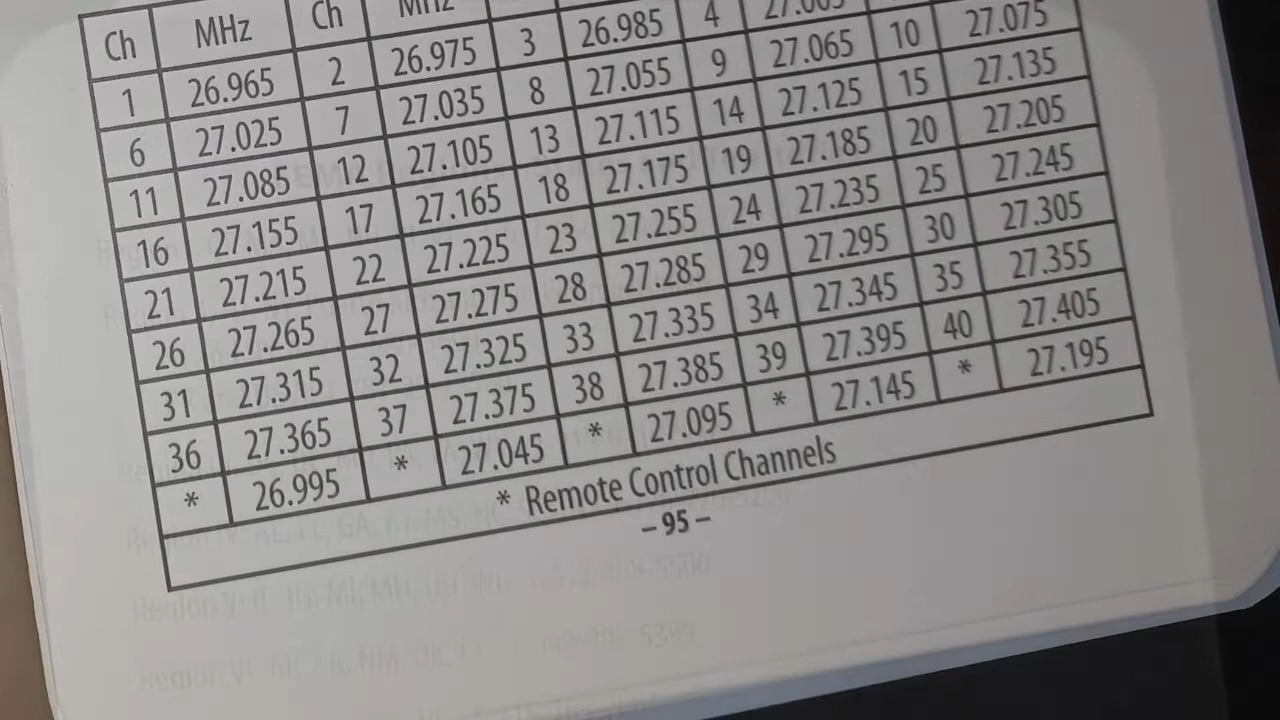 Ch MHz Ch MHz
1 26.965 2 26.975 3 26.985 4 27.005
6 27.025 7 27.035 8 27.055 9 27.065 10 27.075
11 27.085 12 27.105 13 27.115 14 27.125 15 27.135
16 27.155 17 27.165 18 27.175 19 27.185 20 27.205
21 27.215 22 27.225 23 27.255 24 27.235 25 27.245
26 27.265 27 27.275 28 27.285 29 27.295 30 27.305
31 27.315 32 27.325 33 27.335 34 27.345 35 27.355
36 27.365 37 27.375 38 27.385 39 27.395 40 27.405
* 26.995 * 27.045 * 27.095 * 27.145 * 27.195
* Remote Control Channels
– 95 –